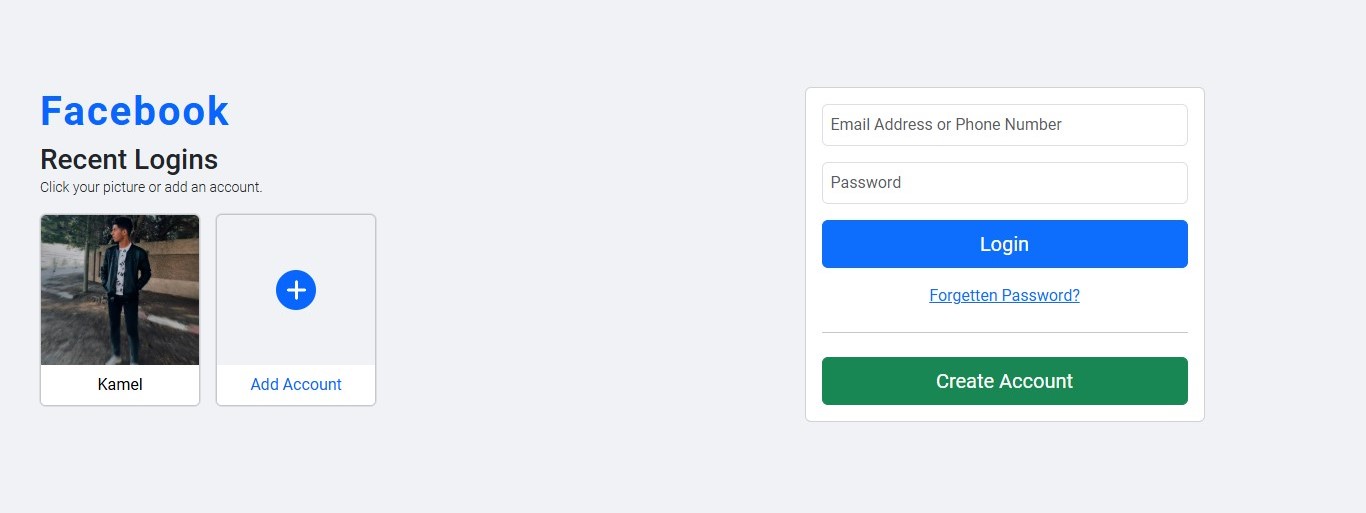 Facebook
Recent Logins
Click your picture or add an account.
Kamel
Add Account
Email Address or Phone Number
Password
Login
Forgetten Password?
Create Account